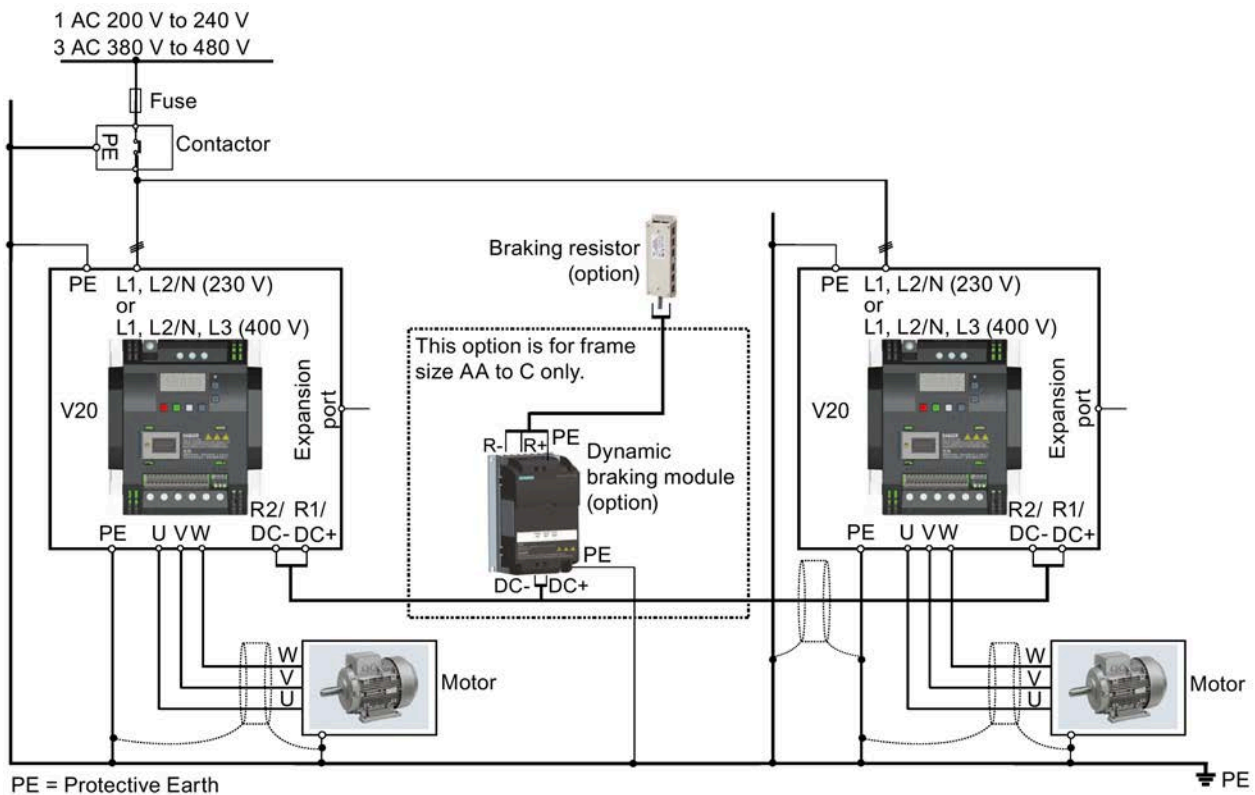 1 AC 200 V to 240 V
3 AC 380 V to 480 V
Fuse
PE
Contactor
PE
L1, L2/N (230 V)
or
L1, L2/N, L3 (400 V)
V20
Expansion
port
R2/ R1/
DC- DC+
PE
U V W
W
V
U
Motor
Braking resistor
(option)
This option is for frame
size AA to C only.
R- R+ PE
Dynamic
braking module
(option)
PE
DC- DC+
PE
L1, L2/N (230 V)
or
L1, L2/N, L3 (400 V)
V20
Expansion
port
R2/ R1/
DC- DC+
PE
U V W
W
V
U
Motor
PE = Protective Earth
PE